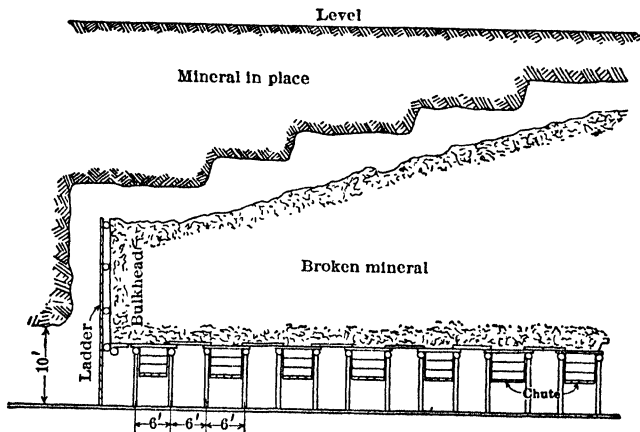 Level
Mineral in place
Broken mineral
Bulkhead
Ladder
10'
Chute
6' 6' 6'